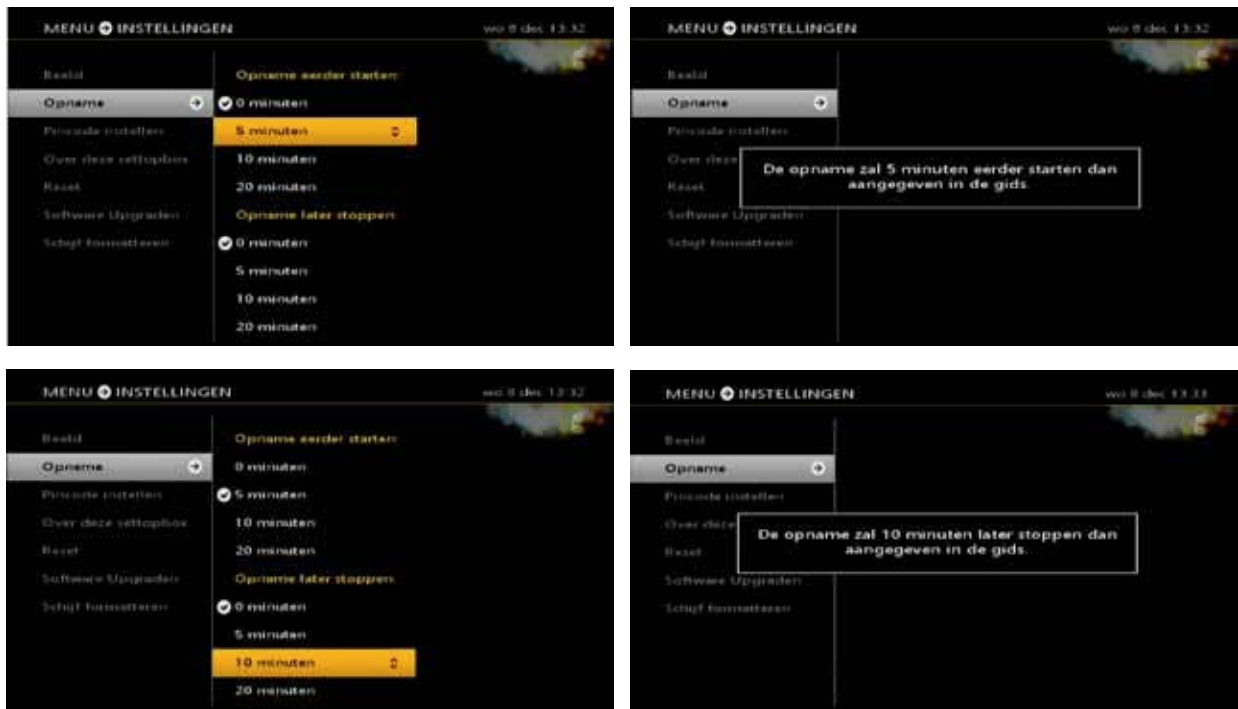 MENU INSTELLINGEN wo 8 dec 13:32
Beeld
Opname
Pincode instellen
Over deze settopbox
Reset
Software Upgraden
Schijf formatteren
Opname eerder starten:
0 minuten
5 minuten
10 minuten
20 minuten
Opname later stoppen:
0 minuten
5 minuten
10 minuten
20 minuten
MENU INSTELLINGEN wo 8 dec 13:32
Beeld
Opname
Pincode instellen
Over deze
Reset
Software Upgraden
Schijf formatteren
De opname zal 5 minuten eerder starten dan
aangegeven in de gids.
MENU INSTELLINGEN wo 8 dec 13:32
Beeld
Opname
Pincode instellen
Over deze settopbox
Reset
Software Upgraden
Schijf formatteren
Opname eerder starten:
0 minuten
5 minuten
10 minuten
20 minuten
Opname later stoppen:
0 minuten
5 minuten
10 minuten
20 minuten
MENU INSTELLINGEN wo 8 dec 13:33
Beeld
Opname
Pincode instellen
Over deze
Reset
Software Upgraden
Schijf formatteren
De opname zal 10 minuten later stoppen dan
aangegeven in de gids.